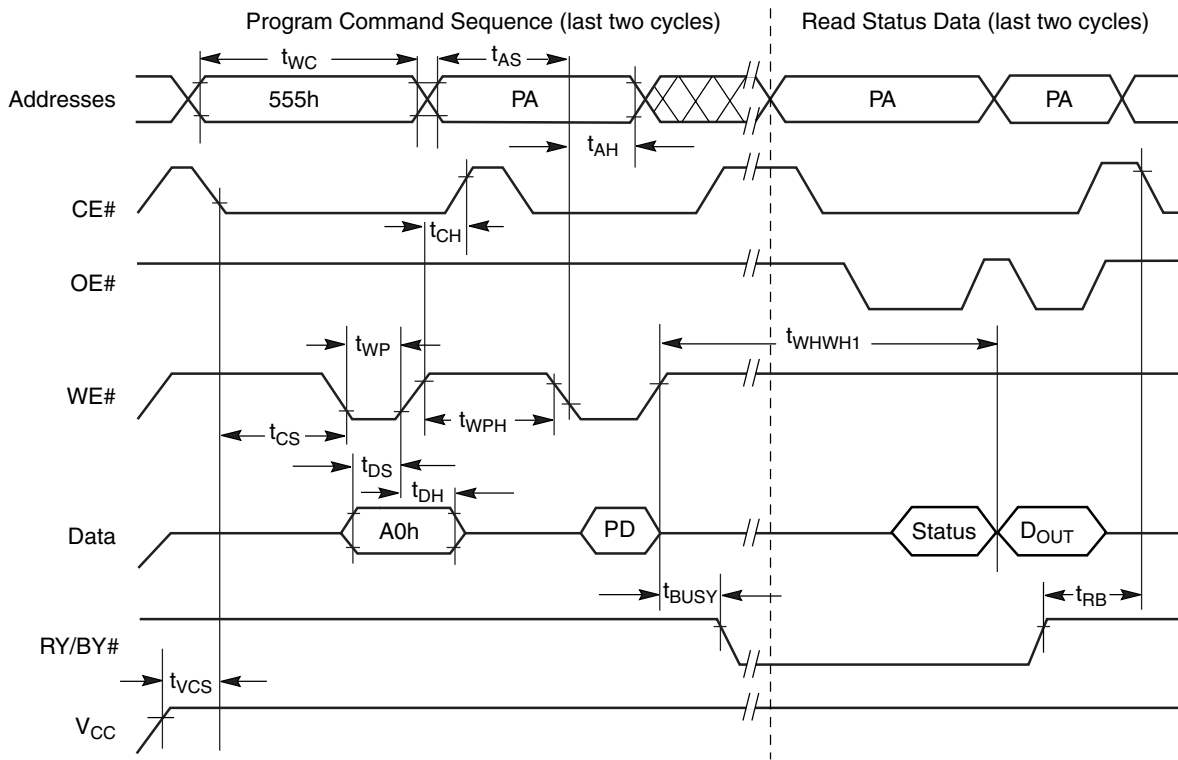 Program Command Sequence (last two cycles)
Read Status Data (last two cycles)
tWC
tAS
Addresses
555h
PA
PA
PA
tAH
CE#
tCH
OE#
tWP
tWHWH1
WE#
tCS
tWPH
tDS
tDH
Data
A0h
PD
Status
DOUT
tBUSY
tRB
RY/BY#
tVCS
VCC